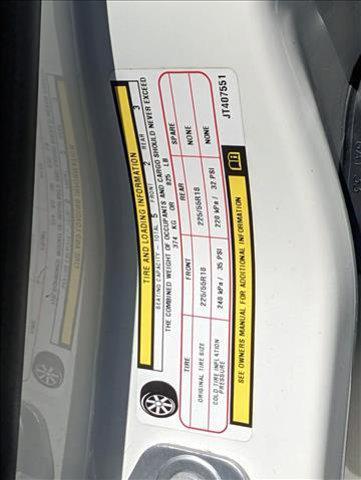 TIRE AND LOADING INFORMATION
SEATING CAPACITY - TOTAL 5 FRONT 2 REAR 3
THE COMBINED WEIGHT OF OCCUPANTS AND CARGO SHOULD NEVER EXCEED
374 KG OR 825 LB
TIRE FRONT REAR SPARE
ORIGINAL TIRE SIZE 225/55R18 225/55R18 NONE
COLD TIRE INFLATION PRESSURE 240 kPa / 35 PSI 220 kPa / 32 PSI NONE
SEE OWNERS MANUAL FOR ADDITIONAL INFORMATION
JT407551